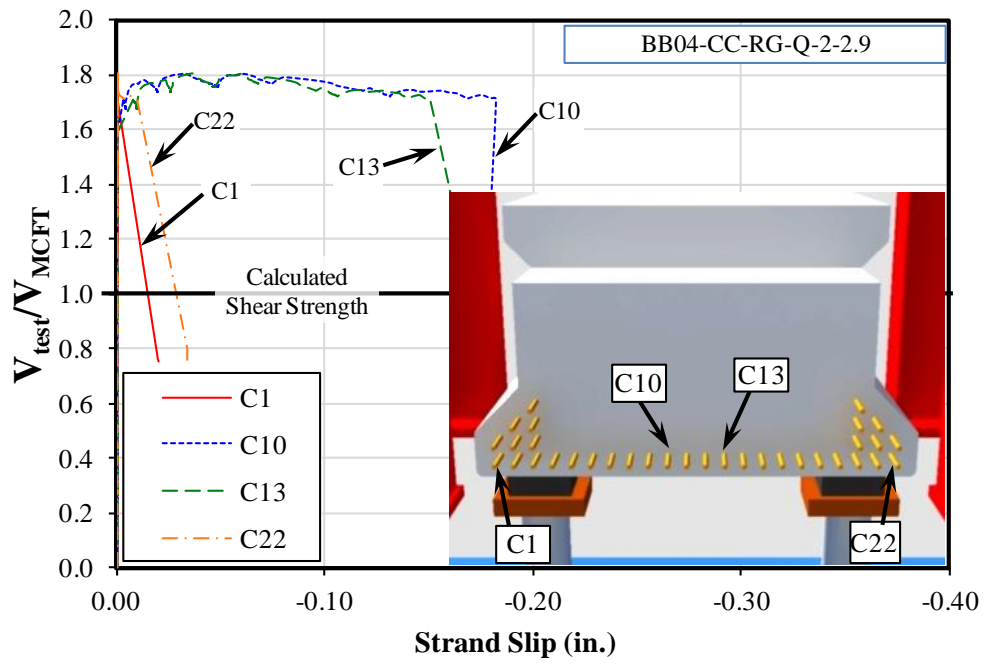 BB04-CC-RG-Q-2-2.9
2.0
1.8
1.6
1.4
1.2
1.0
0.8
0.6
0.4
0.2
0.0
V_test/V_MCFT
C22
C1
C13
C10
Calculated
Shear Strength
C1
C10
C13
C22
C10
C13
C1
C22
0.00
-0.10
-0.20
-0.30
-0.40
Strand Slip (in.)